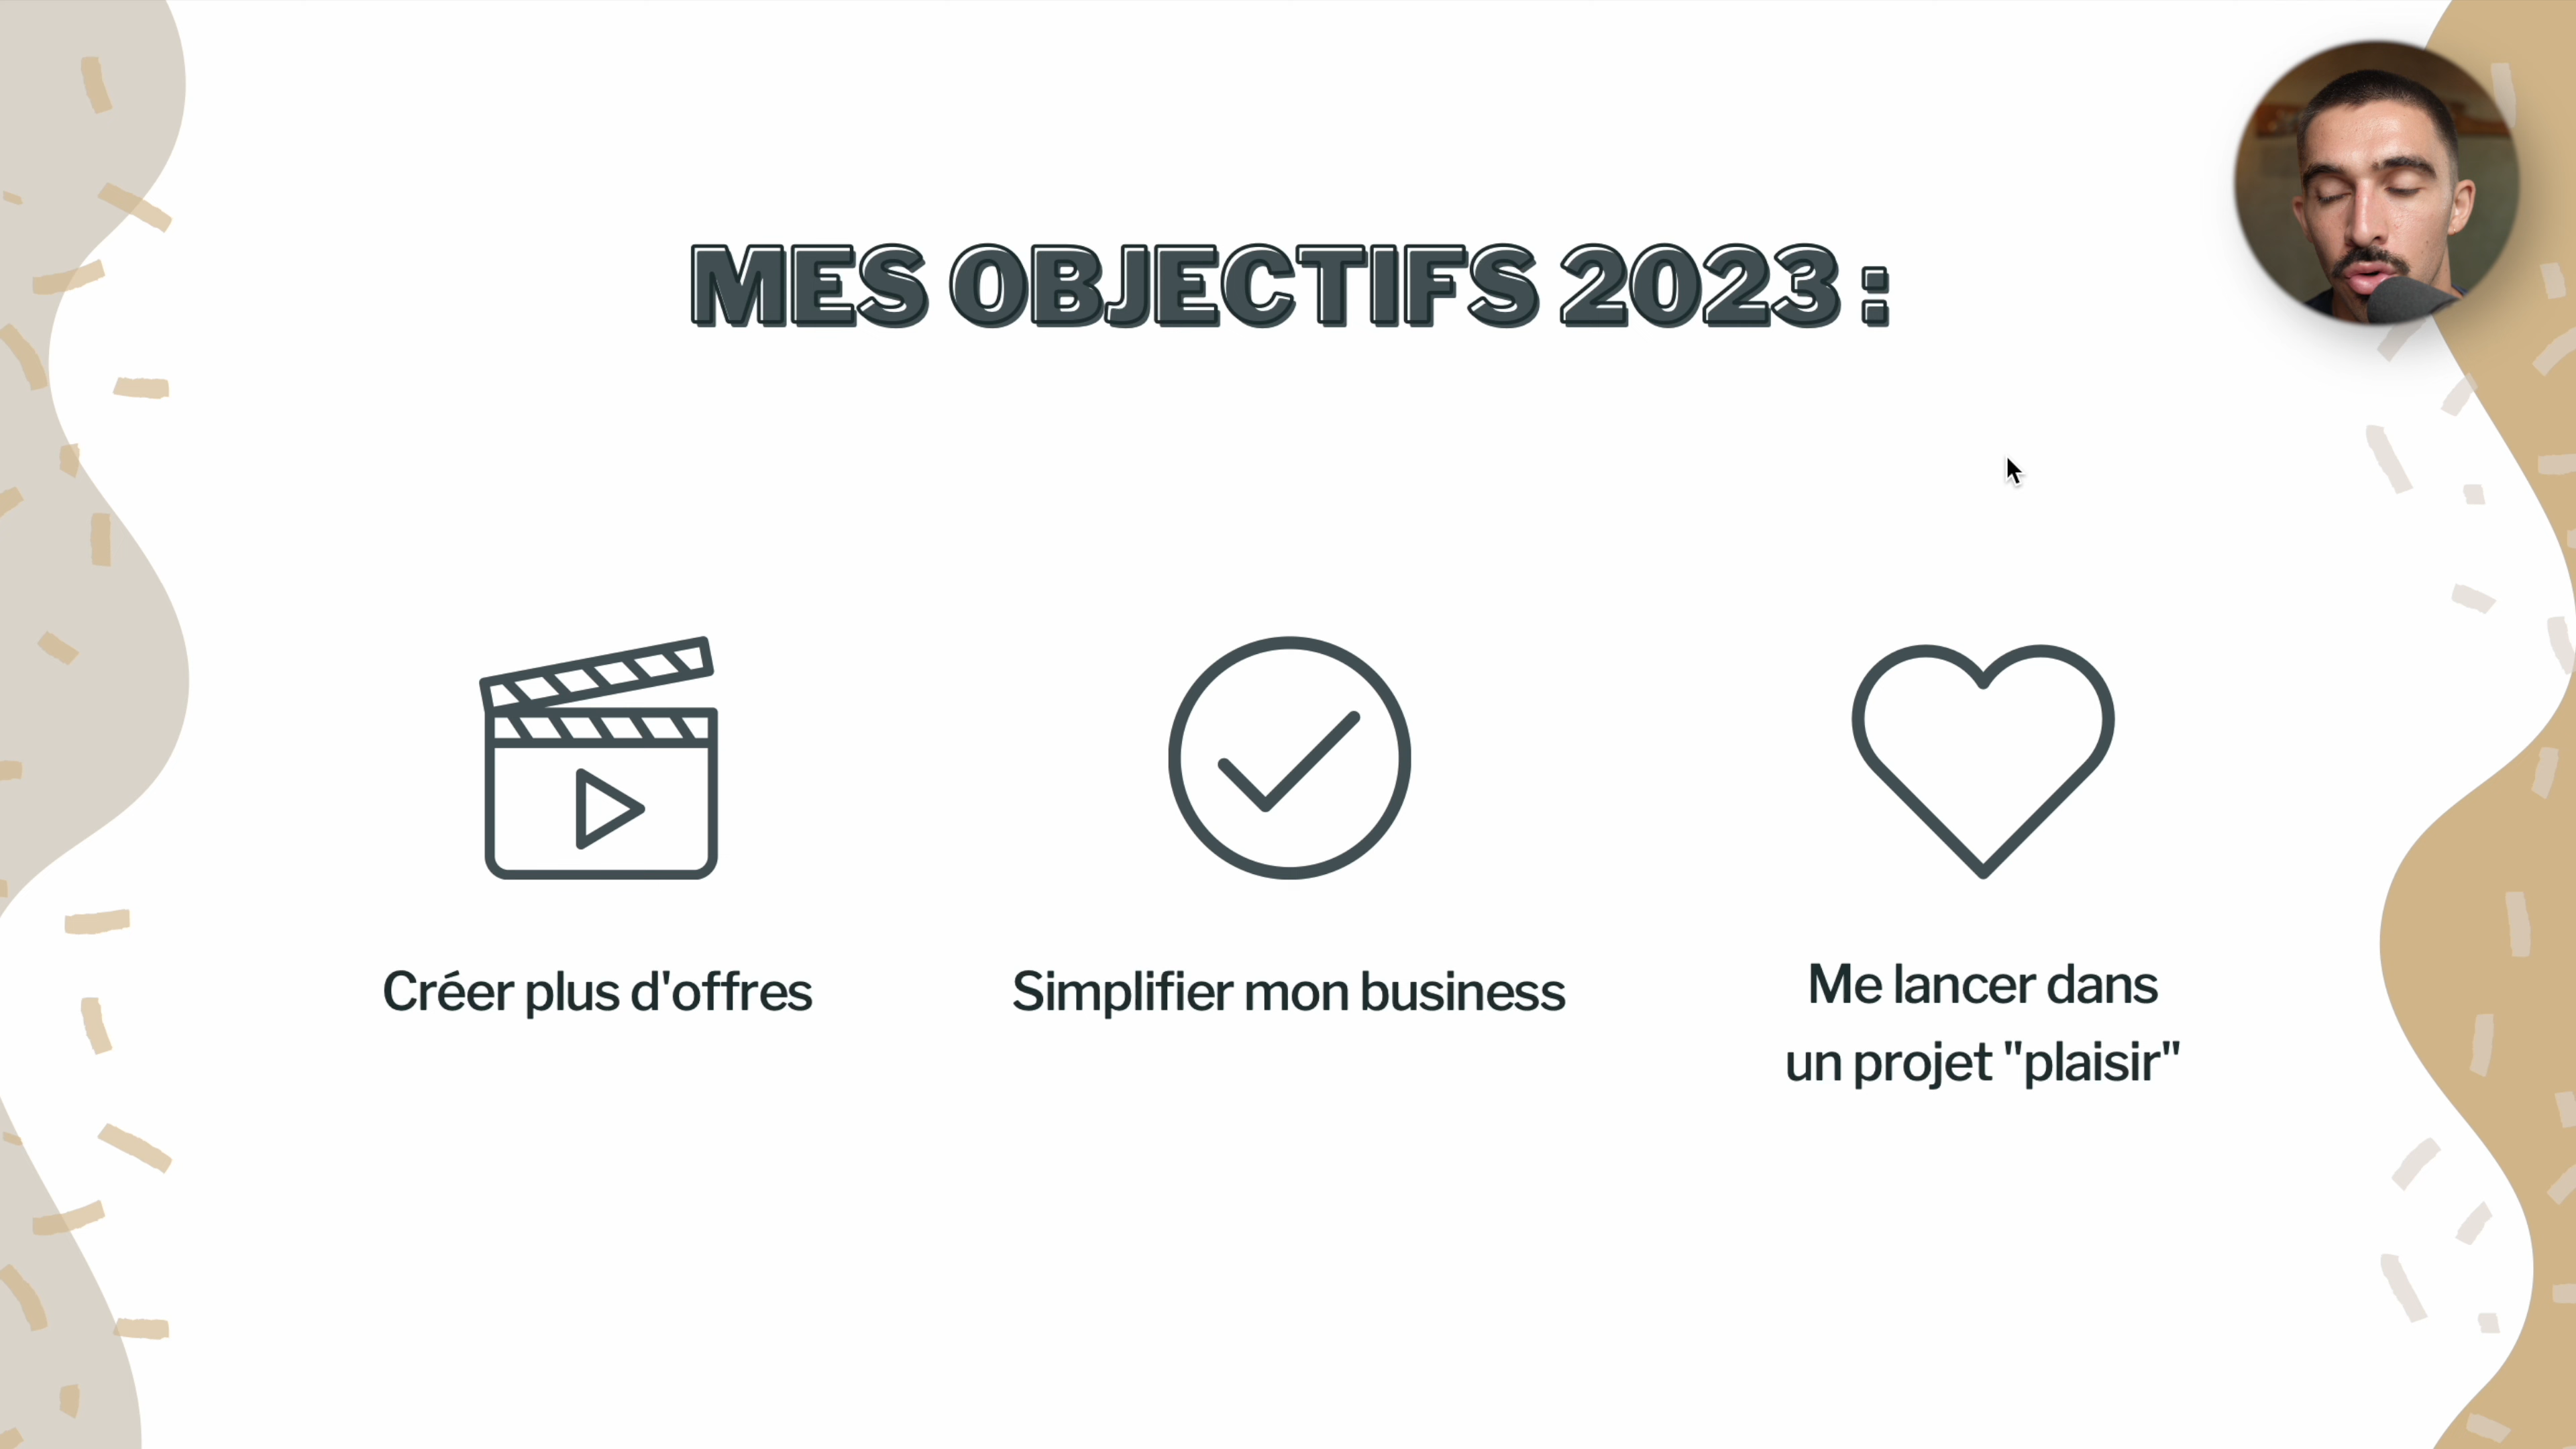 MES OBJECTIFS 2023 :
Créer plus d'offres
Simplifier mon business
Me lancer dans
un projet "plaisir"